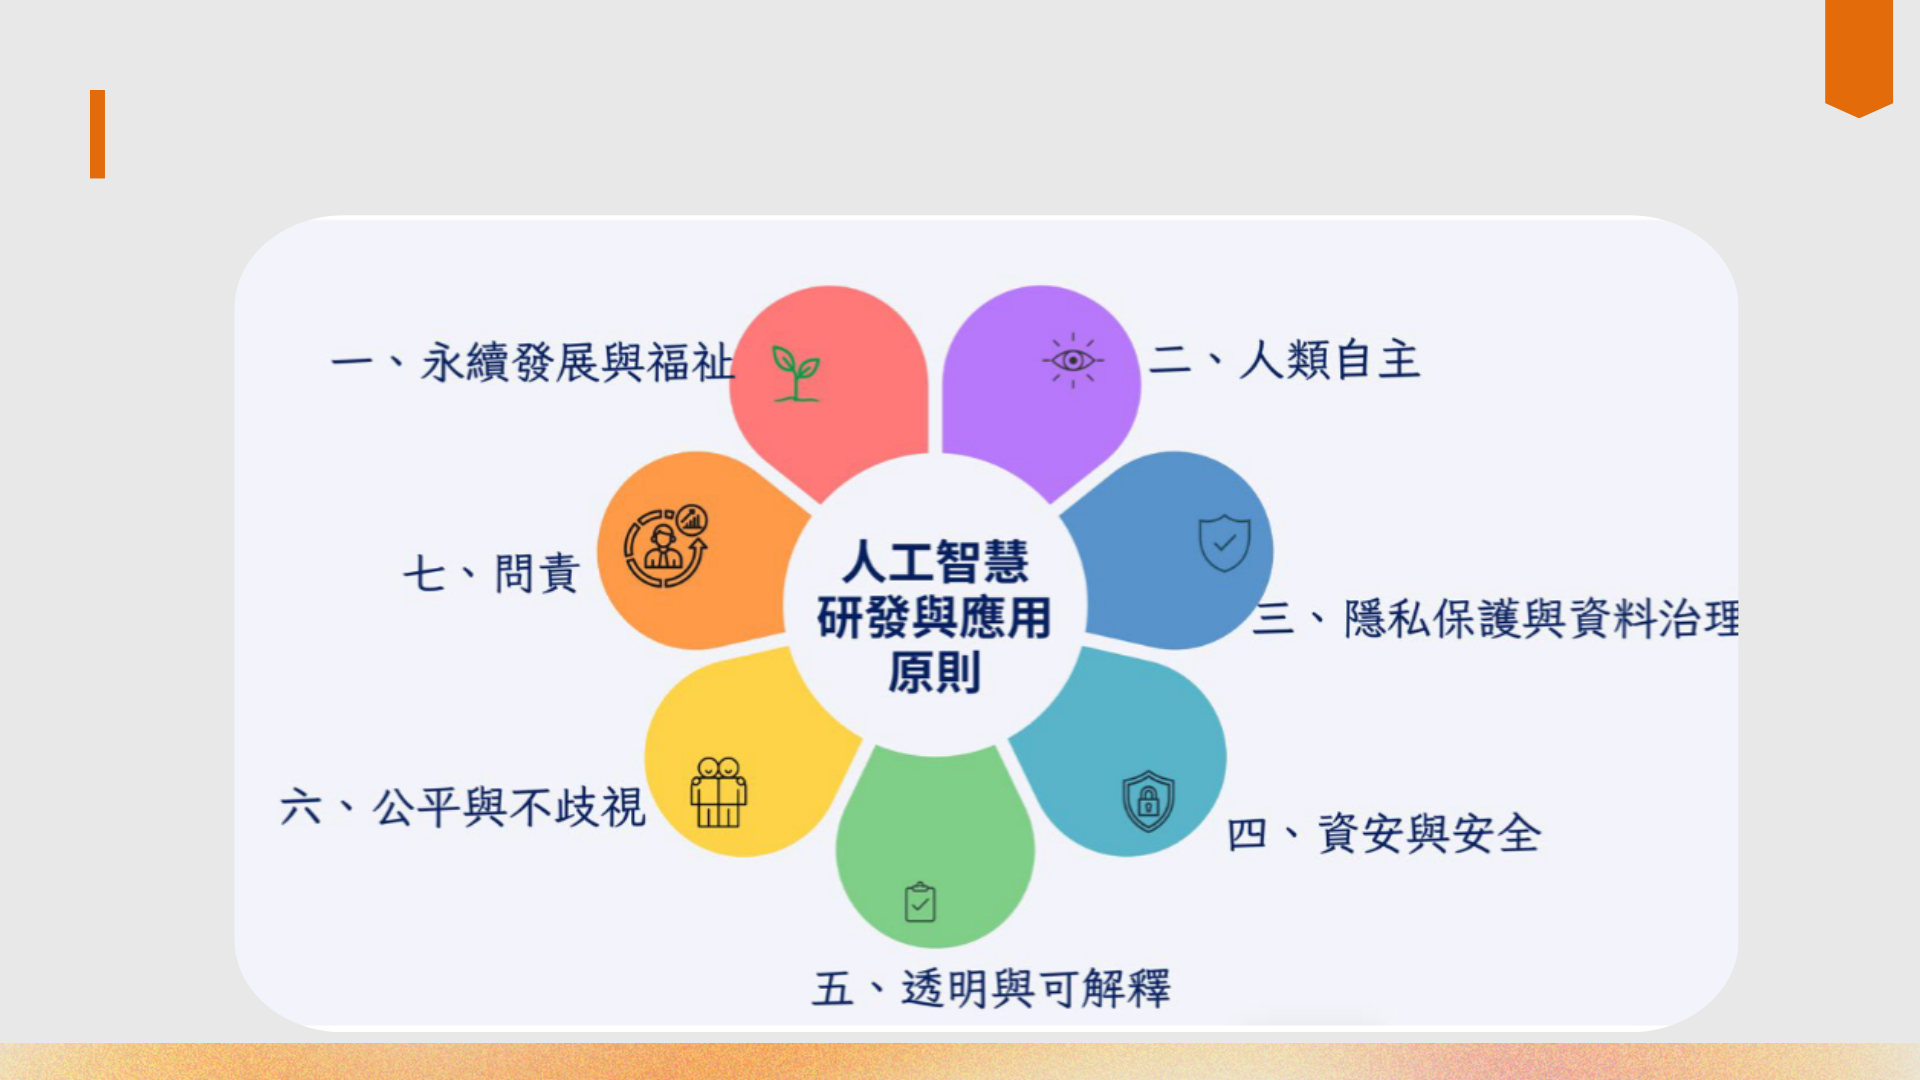 一、永續發展與福祉
二、人類自主
三、隱私保護與資料治理
四、資安與安全
五、透明與可解釋
六、公平與不歧視
七、問責
人工智慧
研發與應用
原則